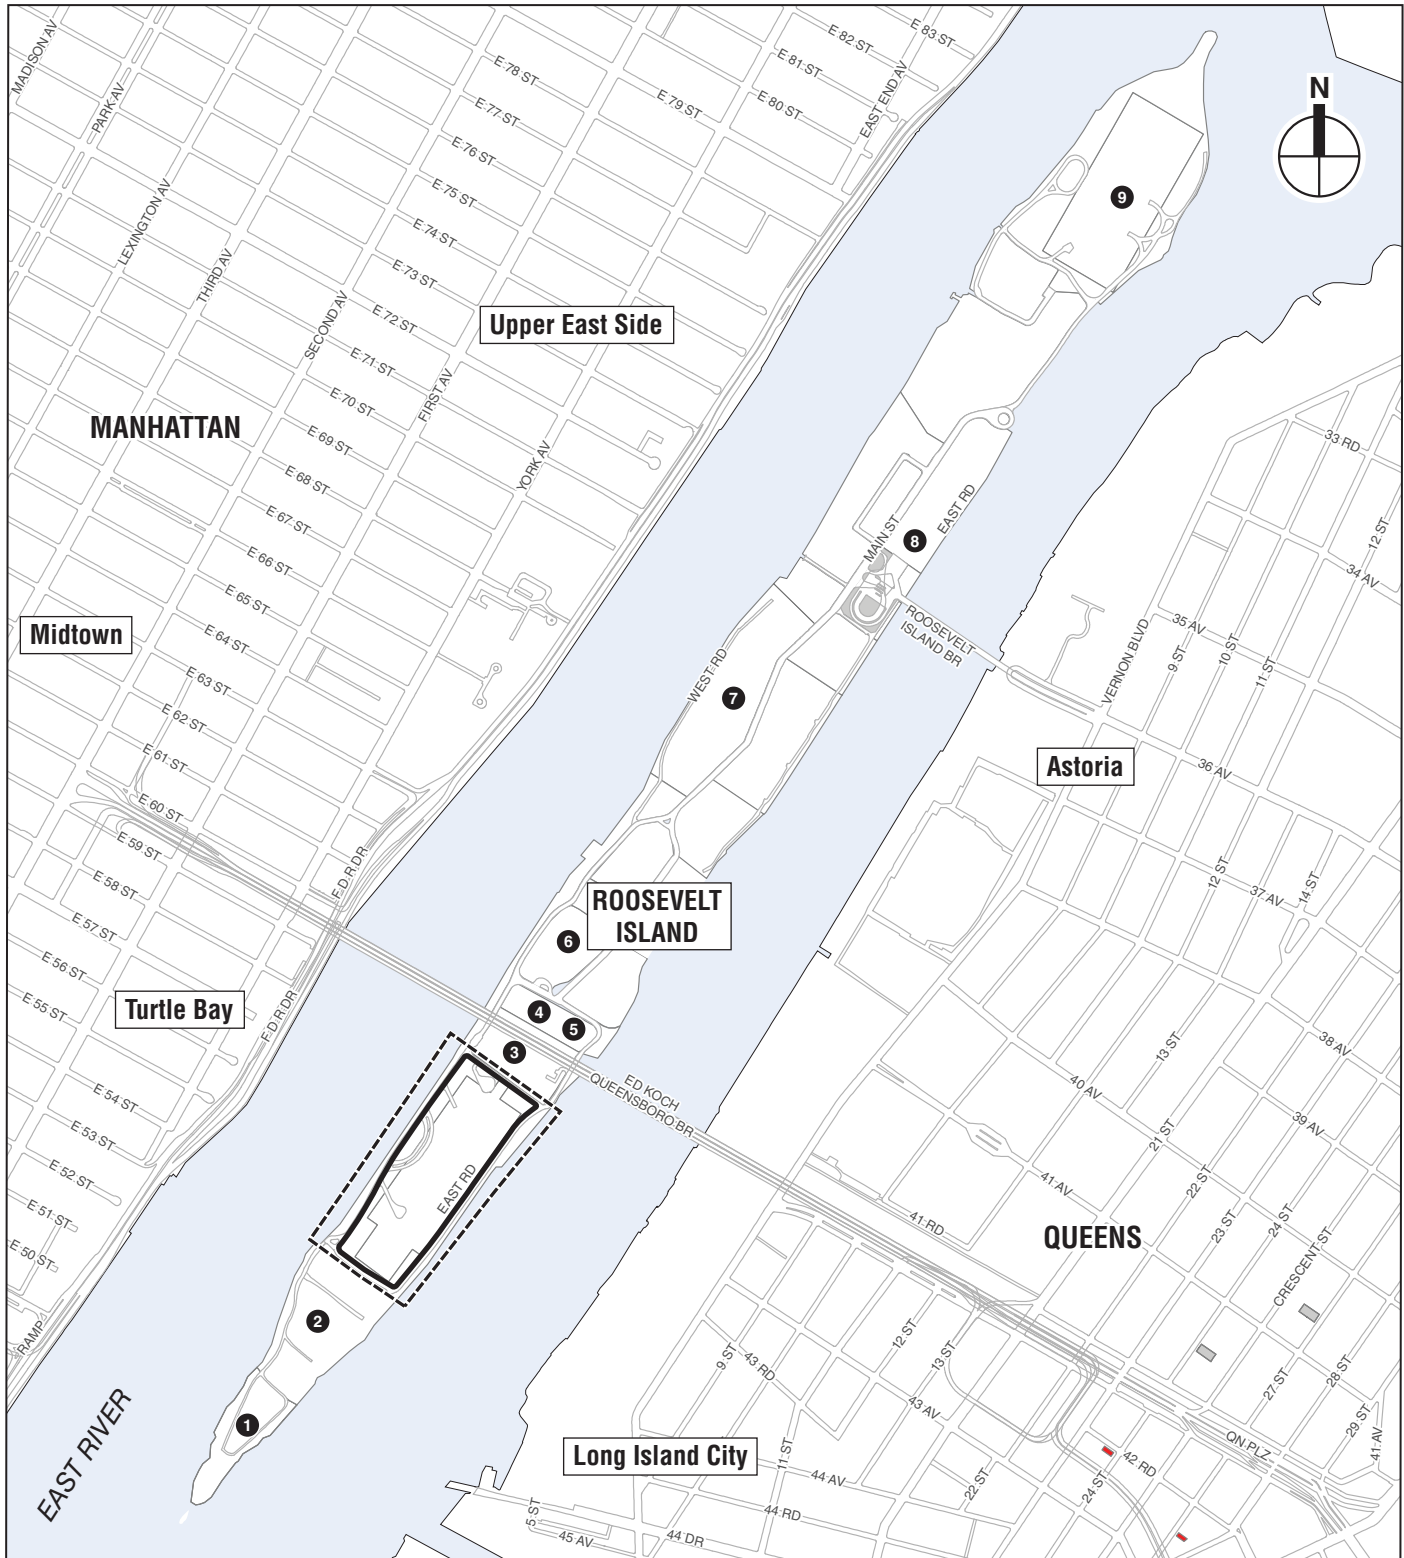 MADISON AV
PARK AV
LEXINGTON AV
THIRD AV
SECOND AV
FIRST AV
YORK AV
EAST END AV
E 83 ST
E 82 ST
E 81 ST
E 80 ST
E 79 ST
E 78 ST
E 77 ST
E 76 ST
E 75 ST
E 74 ST
E 73 ST
E 72 ST
E 71 ST
E 70 ST
E 69 ST
E 68 ST
E 67 ST
E 66 ST
E 65 ST
E 64 ST
E 63 ST
E 62 ST
E 61 ST
E 60 ST
E 59 ST
E 58 ST
E 57 ST
E 56 ST
E 55 ST
E 54 ST
E 53 ST
E 52 ST
E 51 ST
E 50 ST
RAMP
F D R DR
F D R DR
Upper East Side
MANHATTAN
Midtown
Turtle Bay
EAST RIVER
N
9
8
7
6
4
5
3
2
1
MAIN ST
EAST RD
WEST RD
ROOSEVELT
ISLAND BR
ROOSEVELT
ISLAND
ED KOCH
QUEENSBORO BR
EAST RD
Astoria
QUEENS
Long Island City
VERNON BLVD
33 RD
12 ST
34 AV
35 AV
9 ST
10 ST
11 ST
36 AV
12 ST
37 AV
14 ST
38 AV
13 ST
40 AV
39 AV
21 ST
41 AV
22 ST
23 ST
24 ST
41 RD
CRESCENT ST
12 ST
13 ST
9 ST
43 RD
43 AV
27 ST
28 ST
29 ST
41 AV
QN PLZ
42 RD
24 ST
11 ST
44 AV
22 ST
44 RD
5 ST
45 AV
44 DR